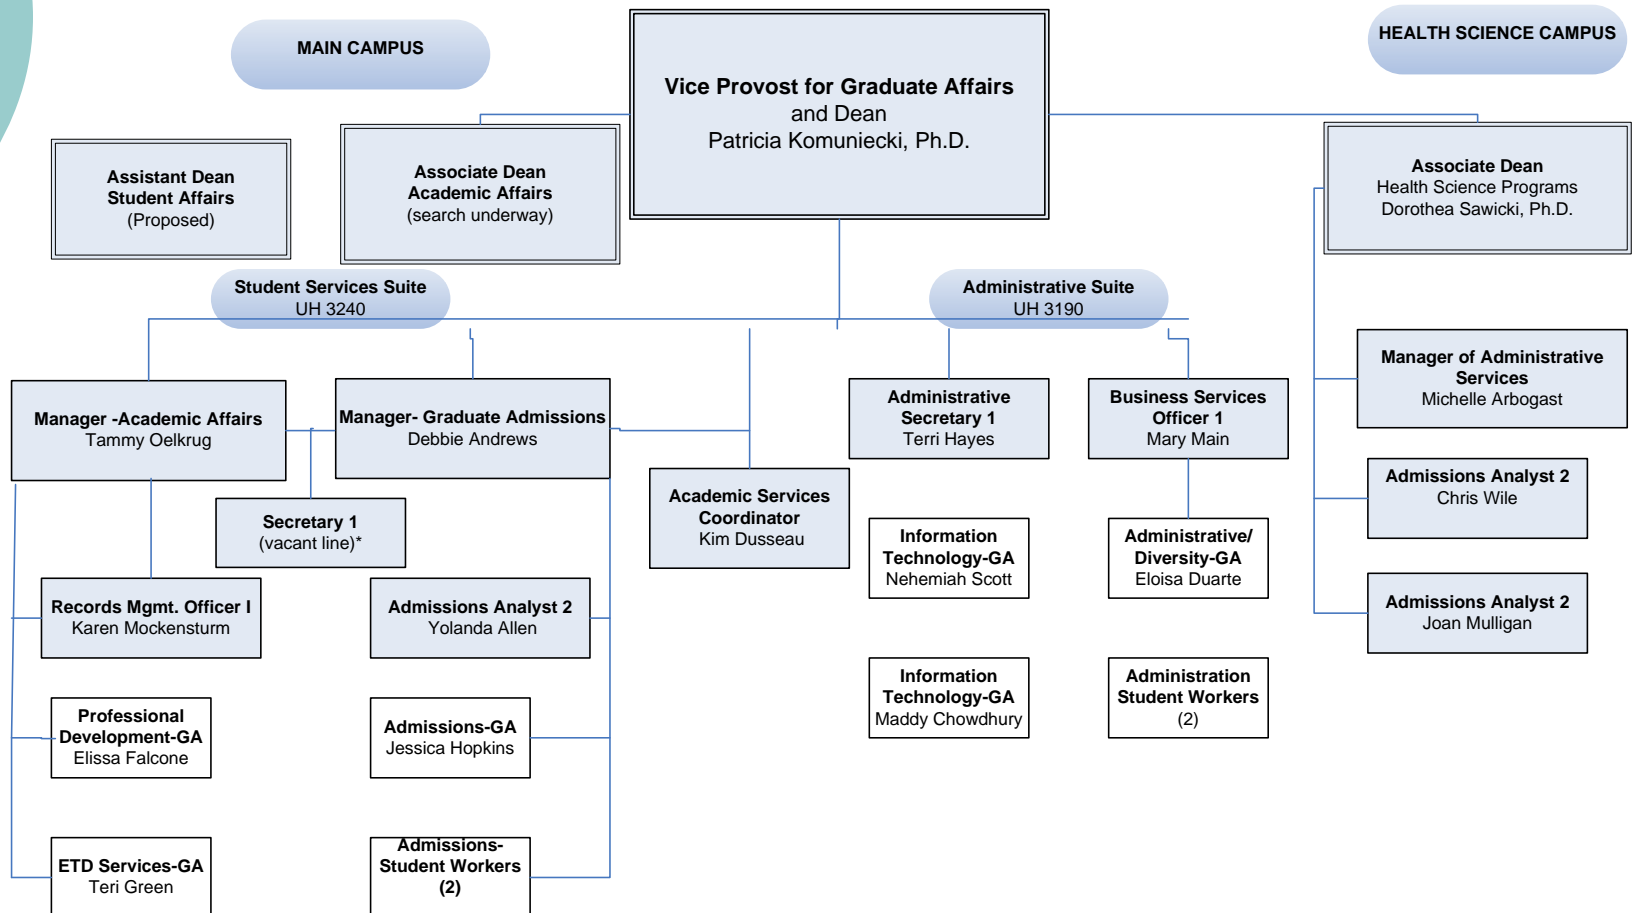 MAIN CAMPUS
HEALTH SCIENCE CAMPUS
Vice Provost for Graduate Affairs
and Dean
Patricia Komuniecki, Ph.D.
Assistant Dean
Student Affairs
(Proposed)
Associate Dean
Academic Affairs
(search underway)
Associate Dean
Health Science Programs
Dorothea Sawicki, Ph.D.
Student Services Suite
UH 3240
Administrative Suite
UH 3190
Manager -Academic Affairs
Tammy Oelkrug
Manager- Graduate Admissions
Debbie Andrews
Administrative
Secretary 1
Terri Hayes
Business Services
Officer 1
Mary Main
Manager of Administrative
Services
Michelle Arbogast
Secretary 1
(vacant line)*
Academic Services
Coordinator
Kim Dusseau
Admissions Analyst 2
Chris Wile
Information
Technology-GA
Nehemiah Scott
Administrative/
Diversity-GA
Eloisa Duarte
Records Mgmt. Officer I
Karen Mockensturm
Admissions Analyst 2
Yolanda Allen
Admissions Analyst 2
Joan Mulligan
Information
Technology-GA
Maddy Chowdhury
Administration
Student Workers
(2)
Professional
Development-GA
Elissa Falcone
Admissions-GA
Jessica Hopkins
ETD Services-GA
Teri Green
Admissions-
Student Workers
(2)